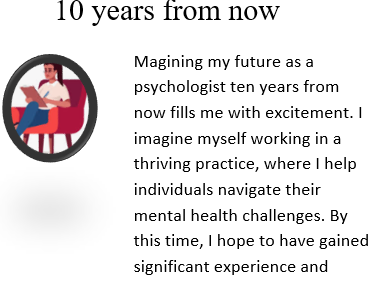 10 years from now
Magining my future as a
psychologist ten years from
now fills me with excitement. I
imagine myself working in a
thriving practice, where I help
individuals navigate their
mental health challenges. By
this time, I hope to have gained
significant experience and